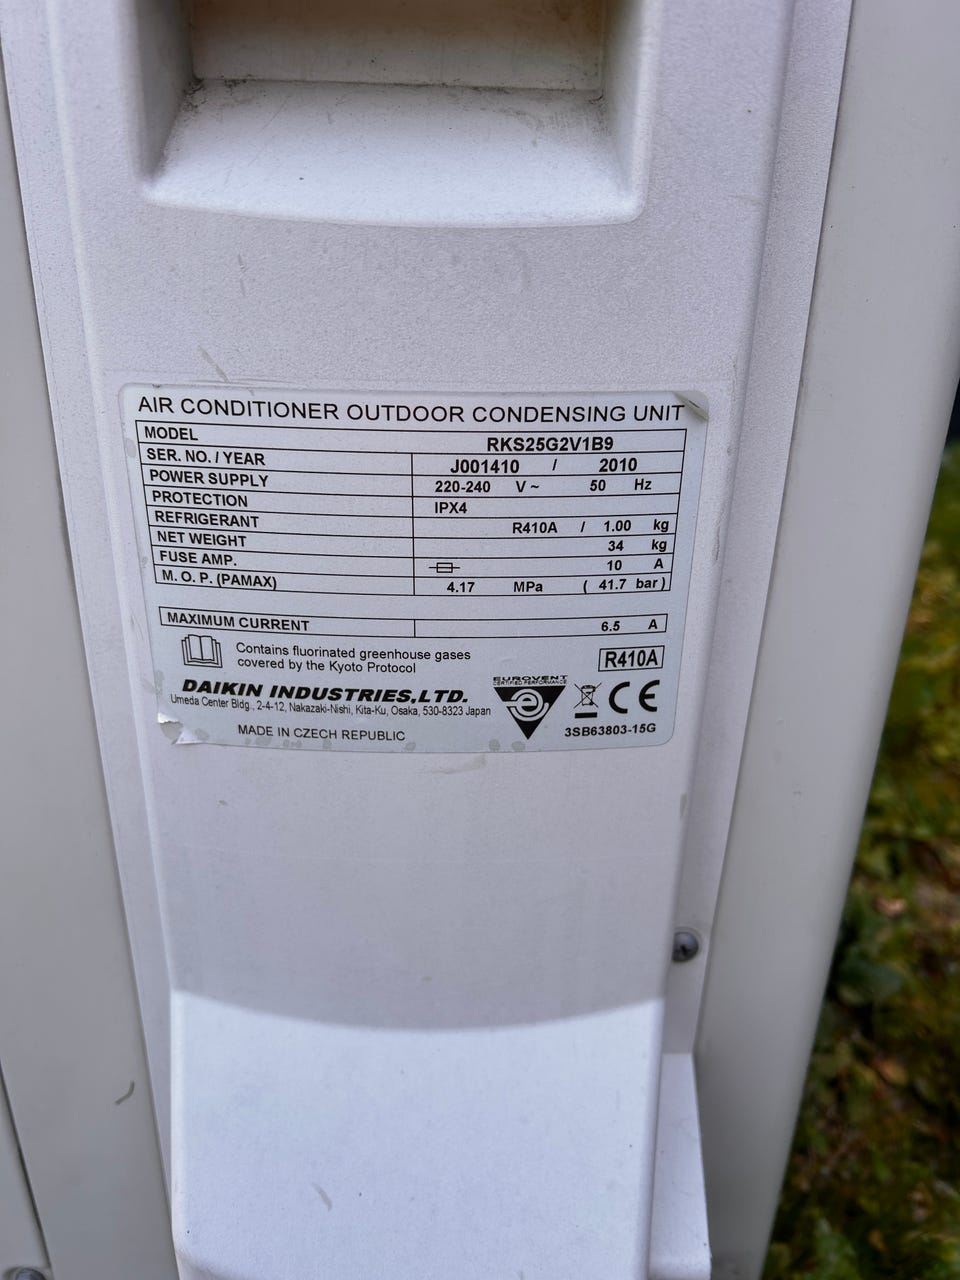 AIR CONDITIONER OUTDOOR CONDENSING UNIT
MODEL RKS25G2V1B9
SER. NO. / YEAR J001410 / 2010
POWER SUPPLY 220-240 V ~ 50 Hz
PROTECTION IPX4
REFRIGERANT R410A / 1.00 kg
NET WEIGHT 34 kg
FUSE AMP. 10 A
M. O. P. (PAMAX) 4.17 MPa ( 41.7 bar )
MAXIMUM CURRENT 6.5 A
Contains fluorinated greenhouse gases
covered by the Kyoto Protocol
R410A
DAIKIN INDUSTRIES,LTD.
Umeda Center Bldg., 2-4-12, Nakazaki-Nishi, Kita-Ku, Osaka, 530-8323 Japan
MADE IN CZECH REPUBLIC
EUROVENT
CERTIFIED PERFORMANCE
e
CE
3SB63803-15G